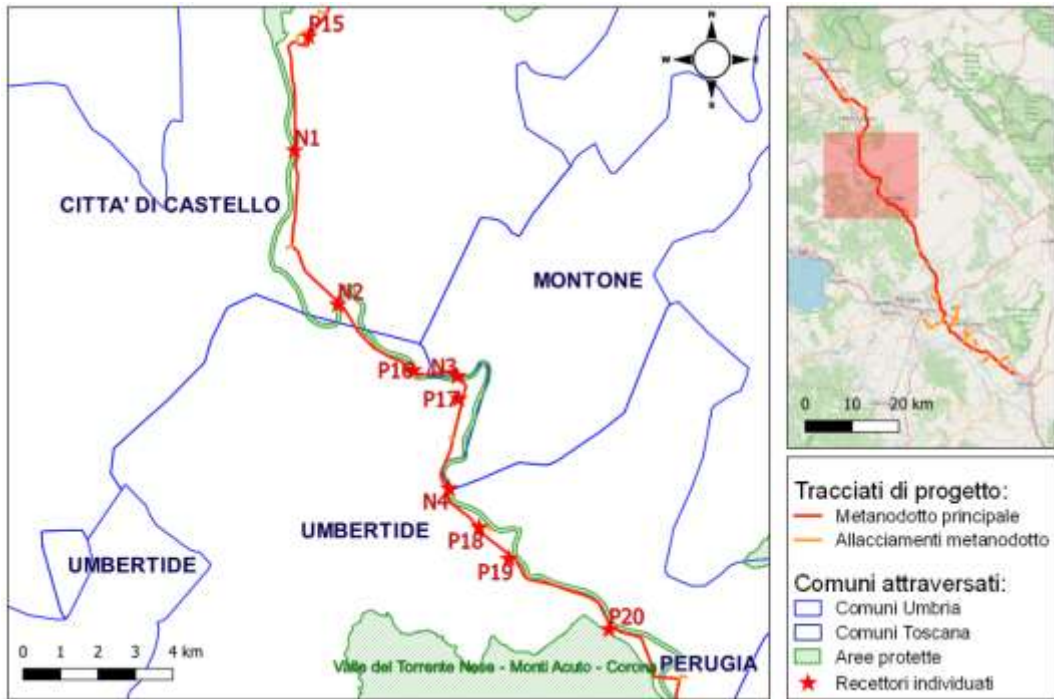 P15
N
W
E
S
N1
CITTA' DI CASTELLO
MONTONE
N2
P16
N3
P17
N4
UMBERTIDE
P18
UMBERTIDE
P19
P20
Valle del Torrente Nese - Monti Acuto - Corona
PERUGIA
0 1 2 3 4 km
0 10 20 km
Tracciati di progetto:
Metanodotto principale
Allacciamenti metanodotto
Comuni attraversati:
Comuni Umbria
Comuni Toscana
Aree protette
Recettori individuati